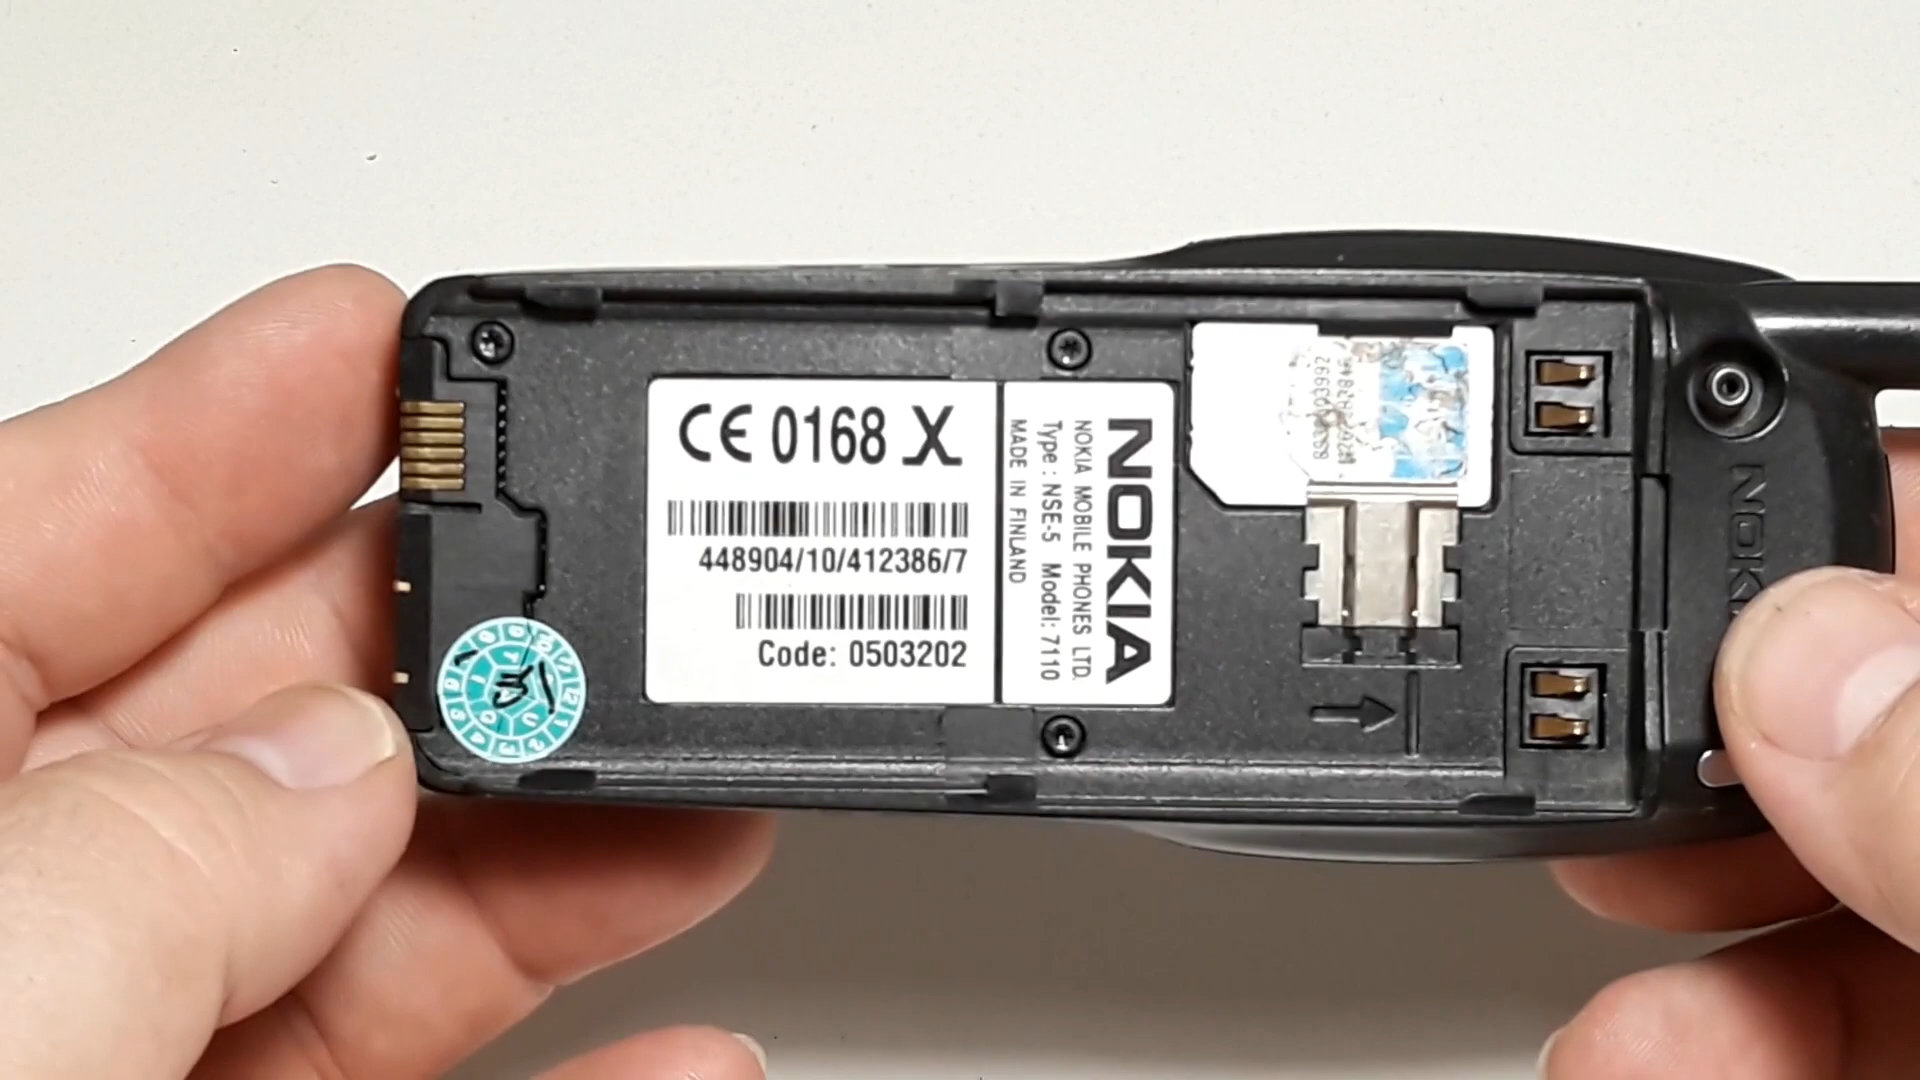 CE 0168 X
448904/10/412386/7
Code: 0503202
NOKIA
NOKIA MOBILE PHONES LTD.
Type: NSE-5 Model: 7110
MADE IN FINLAND
NOKIA